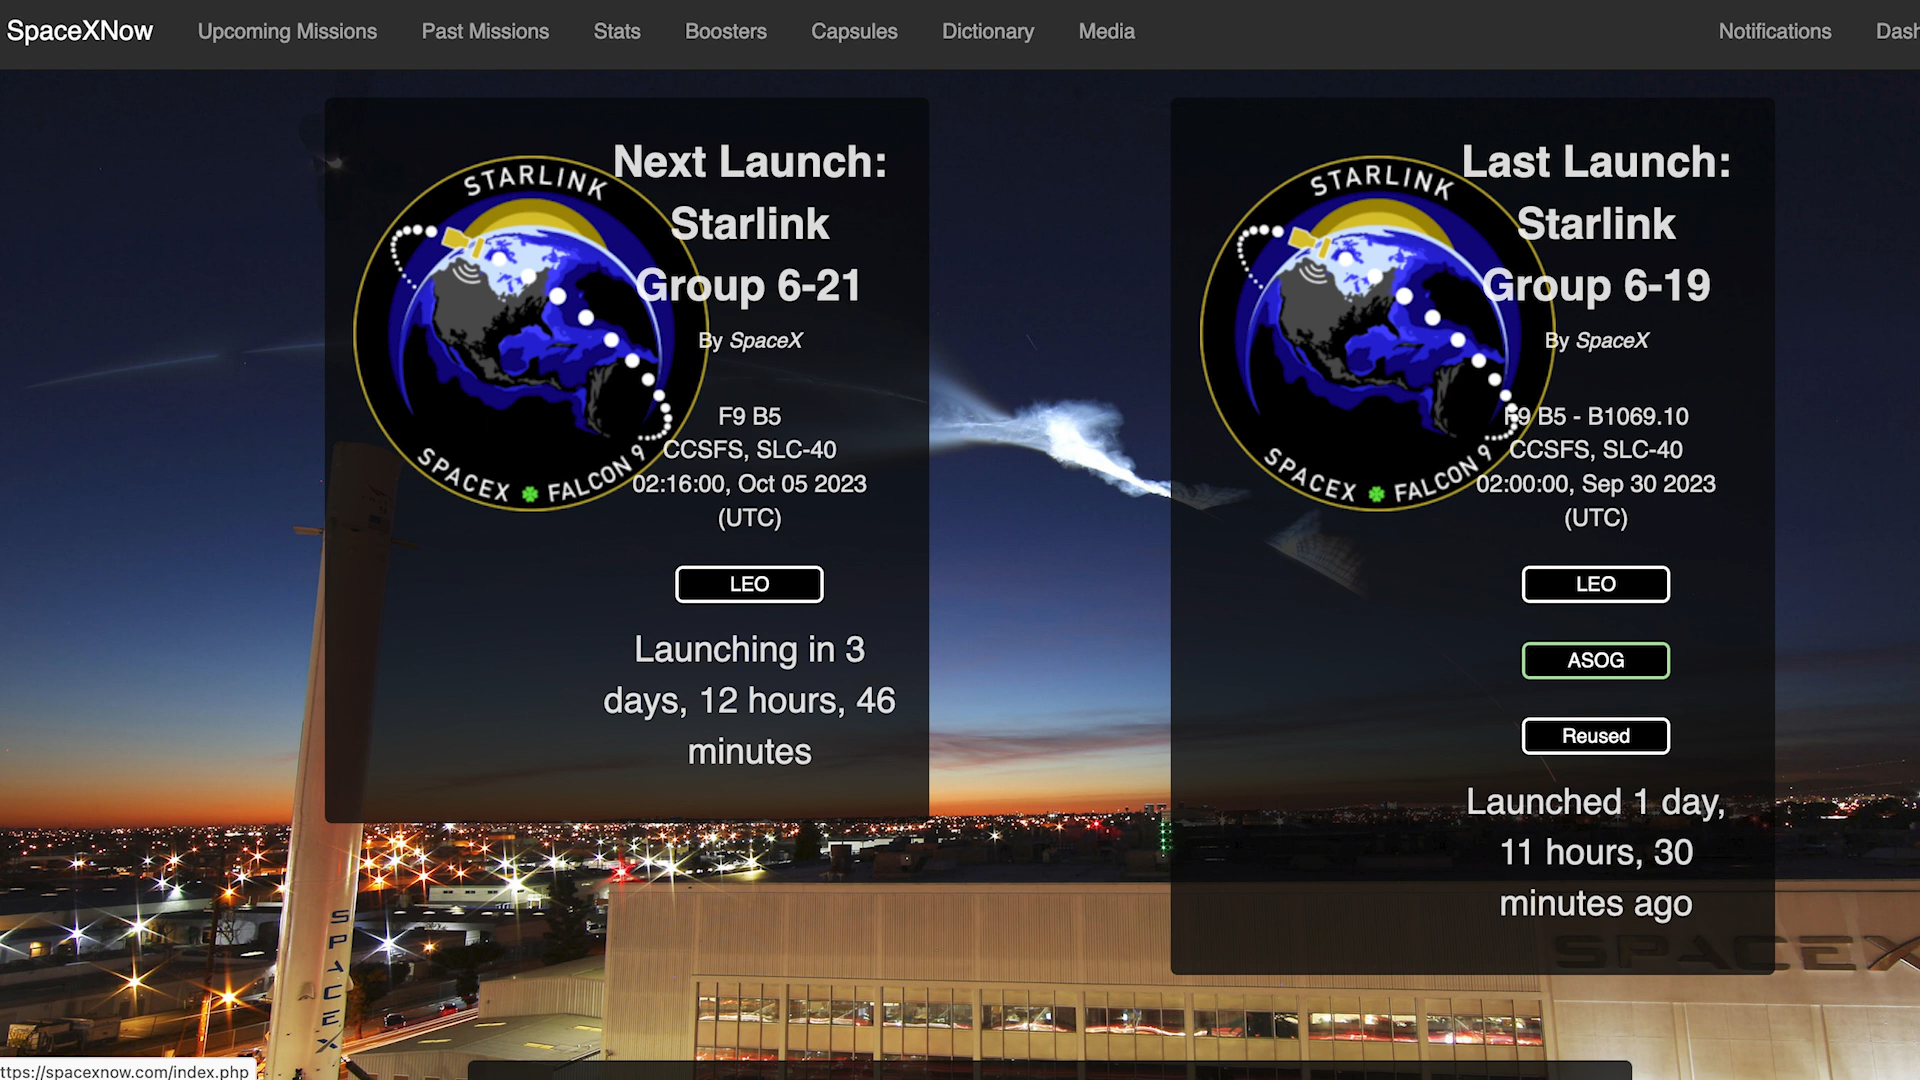 SpaceXNow Upcoming Missions Past Missions Stats Boosters Capsules Dictionary Media Notifications Dash
STARLINK
SPACEX FALCON 9
Next Launch:
Starlink
Group 6-21
By SpaceX
F9 B5
CCSFS, SLC-40
02:16:00, Oct 05 2023
(UTC)
LEO
Launching in 3
days, 12 hours, 46
minutes
STARLINK
SPACEX FALCON 9
Last Launch:
Starlink
Group 6-19
By SpaceX
F9 B5 - B1069.10
CCSFS, SLC-40
02:00:00, Sep 30 2023
(UTC)
LEO
ASOG
Reused
Launched 1 day,
11 hours, 30
minutes ago
SPACEX
SPACEX
ttps://spacexnow.com/index.php